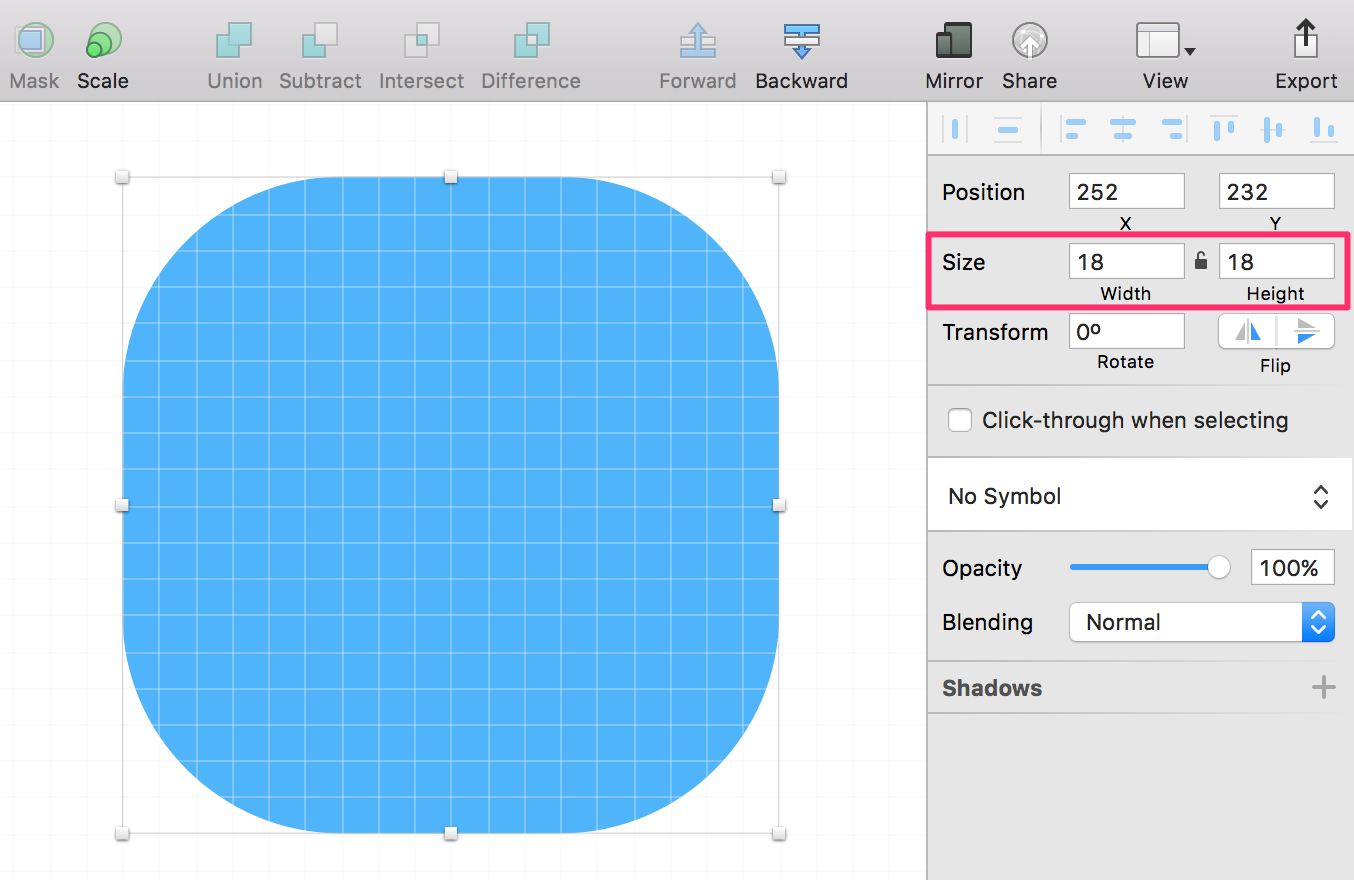 Mask Scale Union Subtract Intersect Difference Forward Backward Mirror Share View Export
Position 252 232
X Y
Size 18 18
Width Height
Transform 0º
Rotate Flip
Click-through when selecting
No Symbol
Opacity 100%
Blending Normal
Shadows